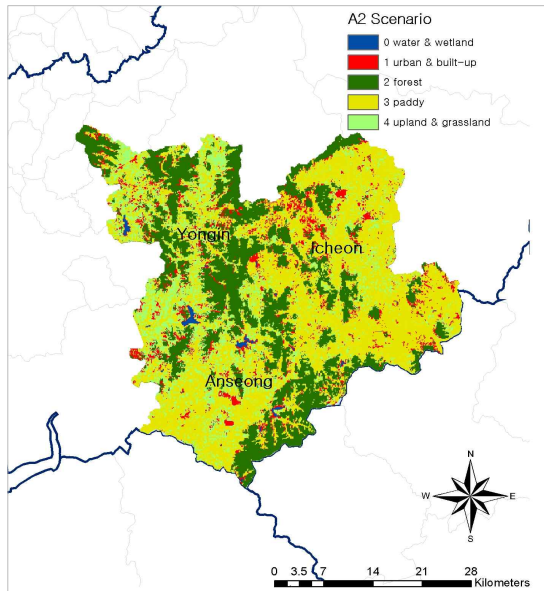 A2 Scenario
0 water & wetland
1 urban & built-up
2 forest
3 paddy
4 upland & grassland
Yongin
Icheon
Anseong
N
W E
S
0 3.5 7 14 21 28
Kilometers